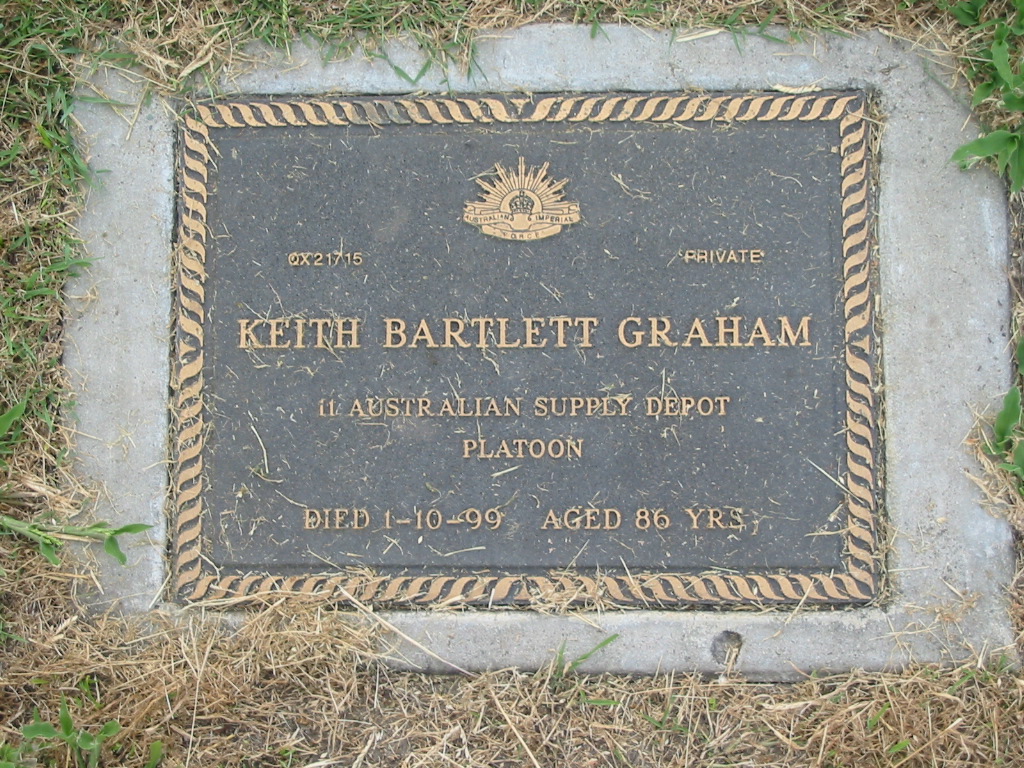 AUSTRALIAN & IMPERIAL
FORCE
QX21715 PRIVATE
KEITH BARTLETT GRAHAM
11 AUSTRALIAN SUPPLY DEPOT
PLATOON
DIED 1-10-99 AGED 86 YRS